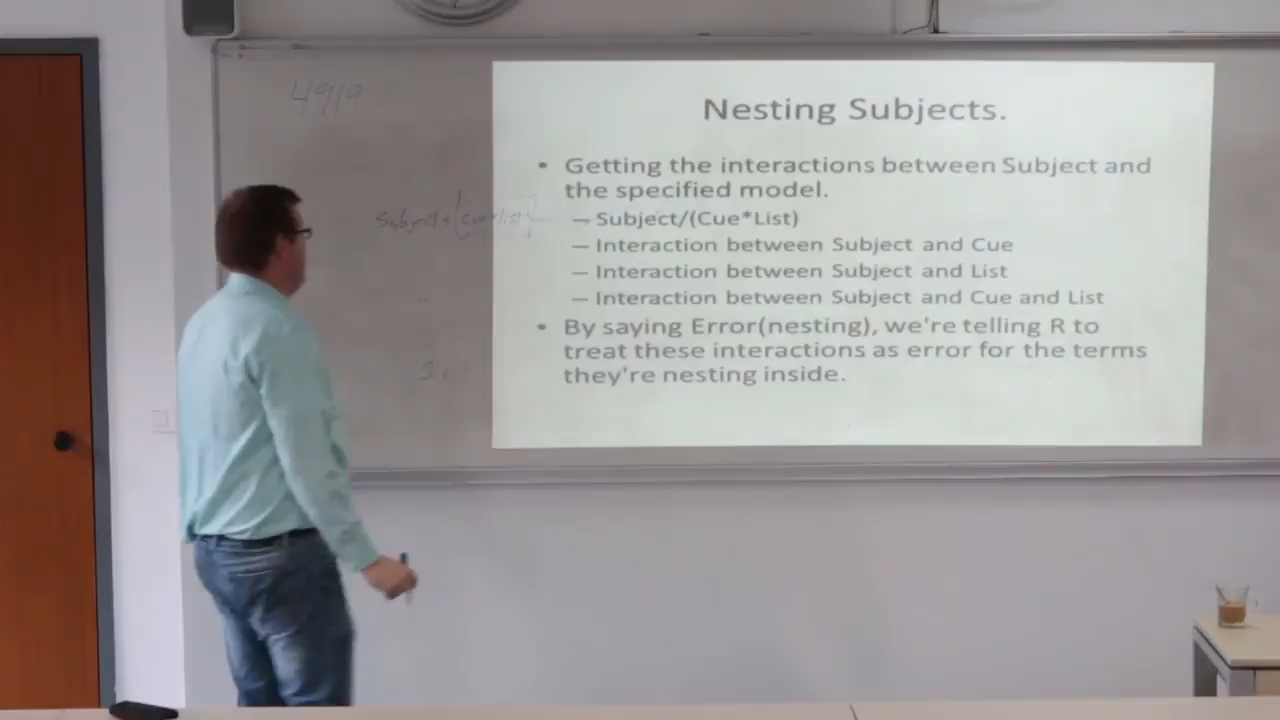 4919
Nesting Subjects.
• Getting the interactions between Subject and
the specified model.
– Subject/(Cue*List)
– Interaction between Subject and Cue
– Interaction between Subject and List
– Interaction between Subject and Cue and List
• By saying Error(nesting), we're telling R to
treat these interactions as error for the terms
they're nesting inside.